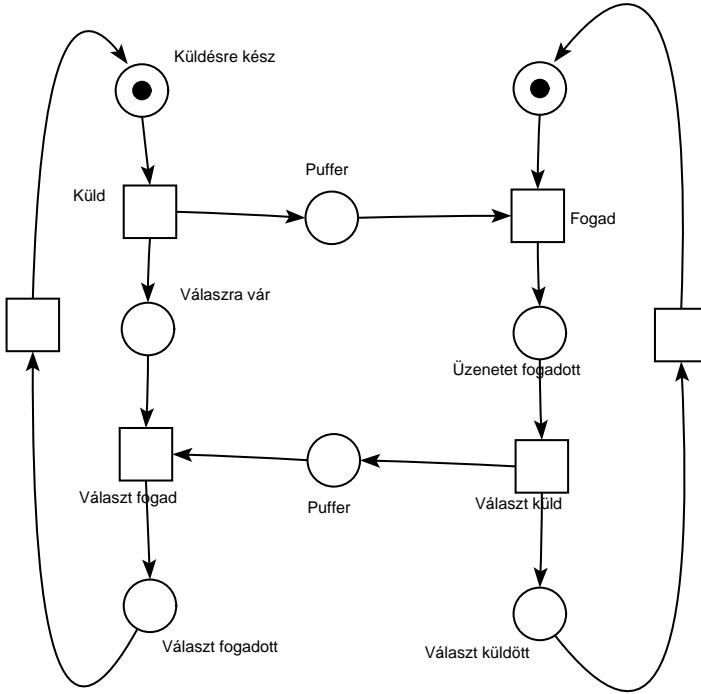 Küldésre kész
Puffer
Küld
Fogad
Válaszra vár
Üzenetet fogadott
Választ fogad
Puffer
Választ küld
Választ fogadott
Választ küldött